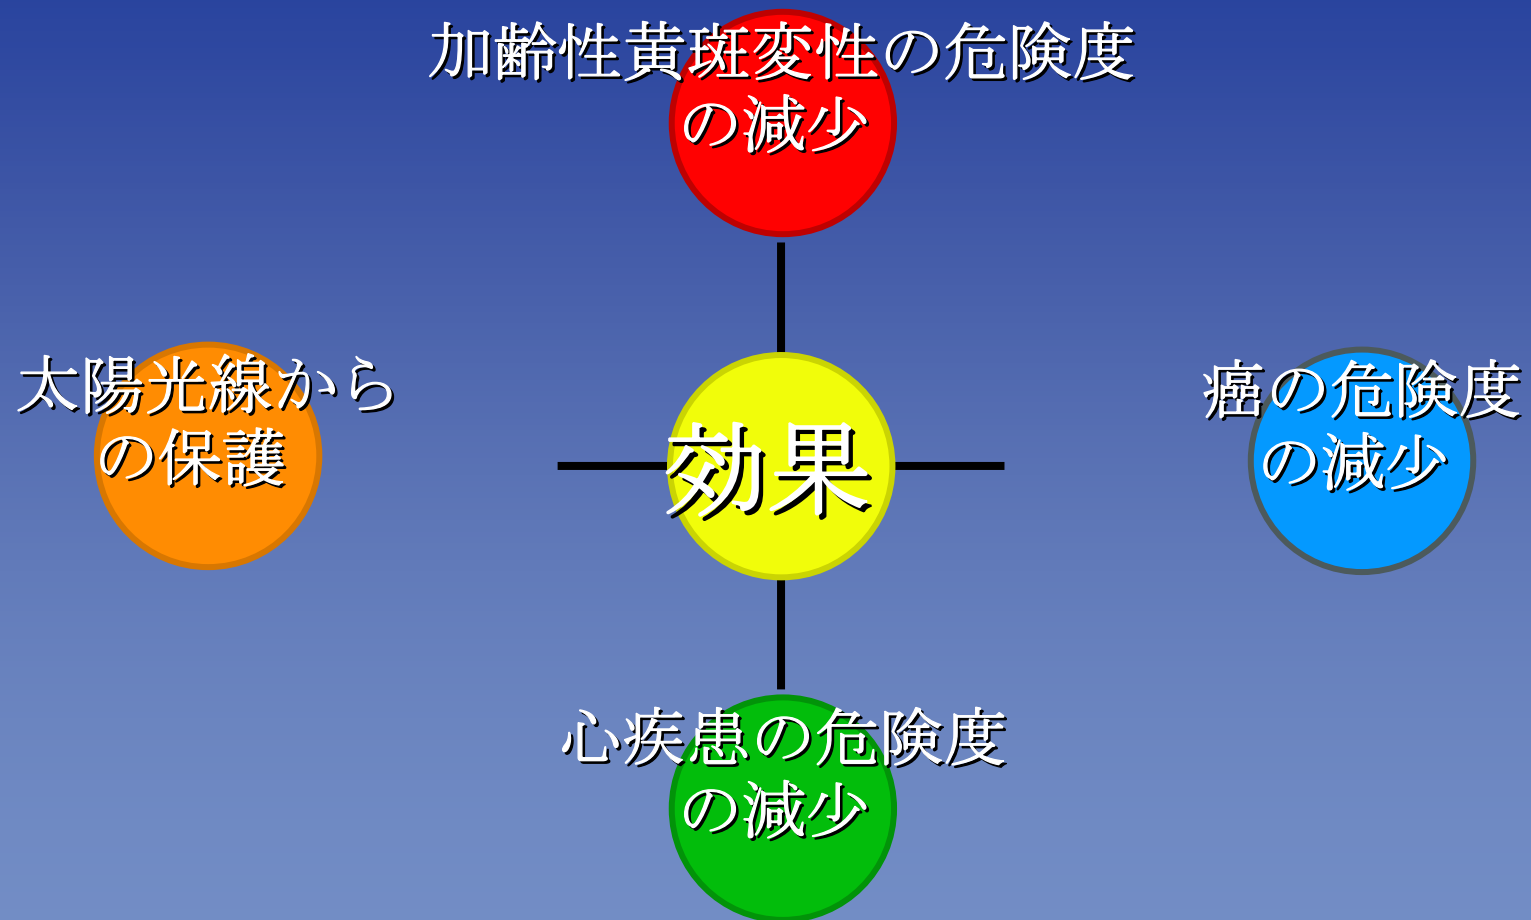 加齢性黄斑変性の危険度
の減少
太陽光線から
の保護
効果
癌の危険度
の減少
心疾患の危険度
の減少